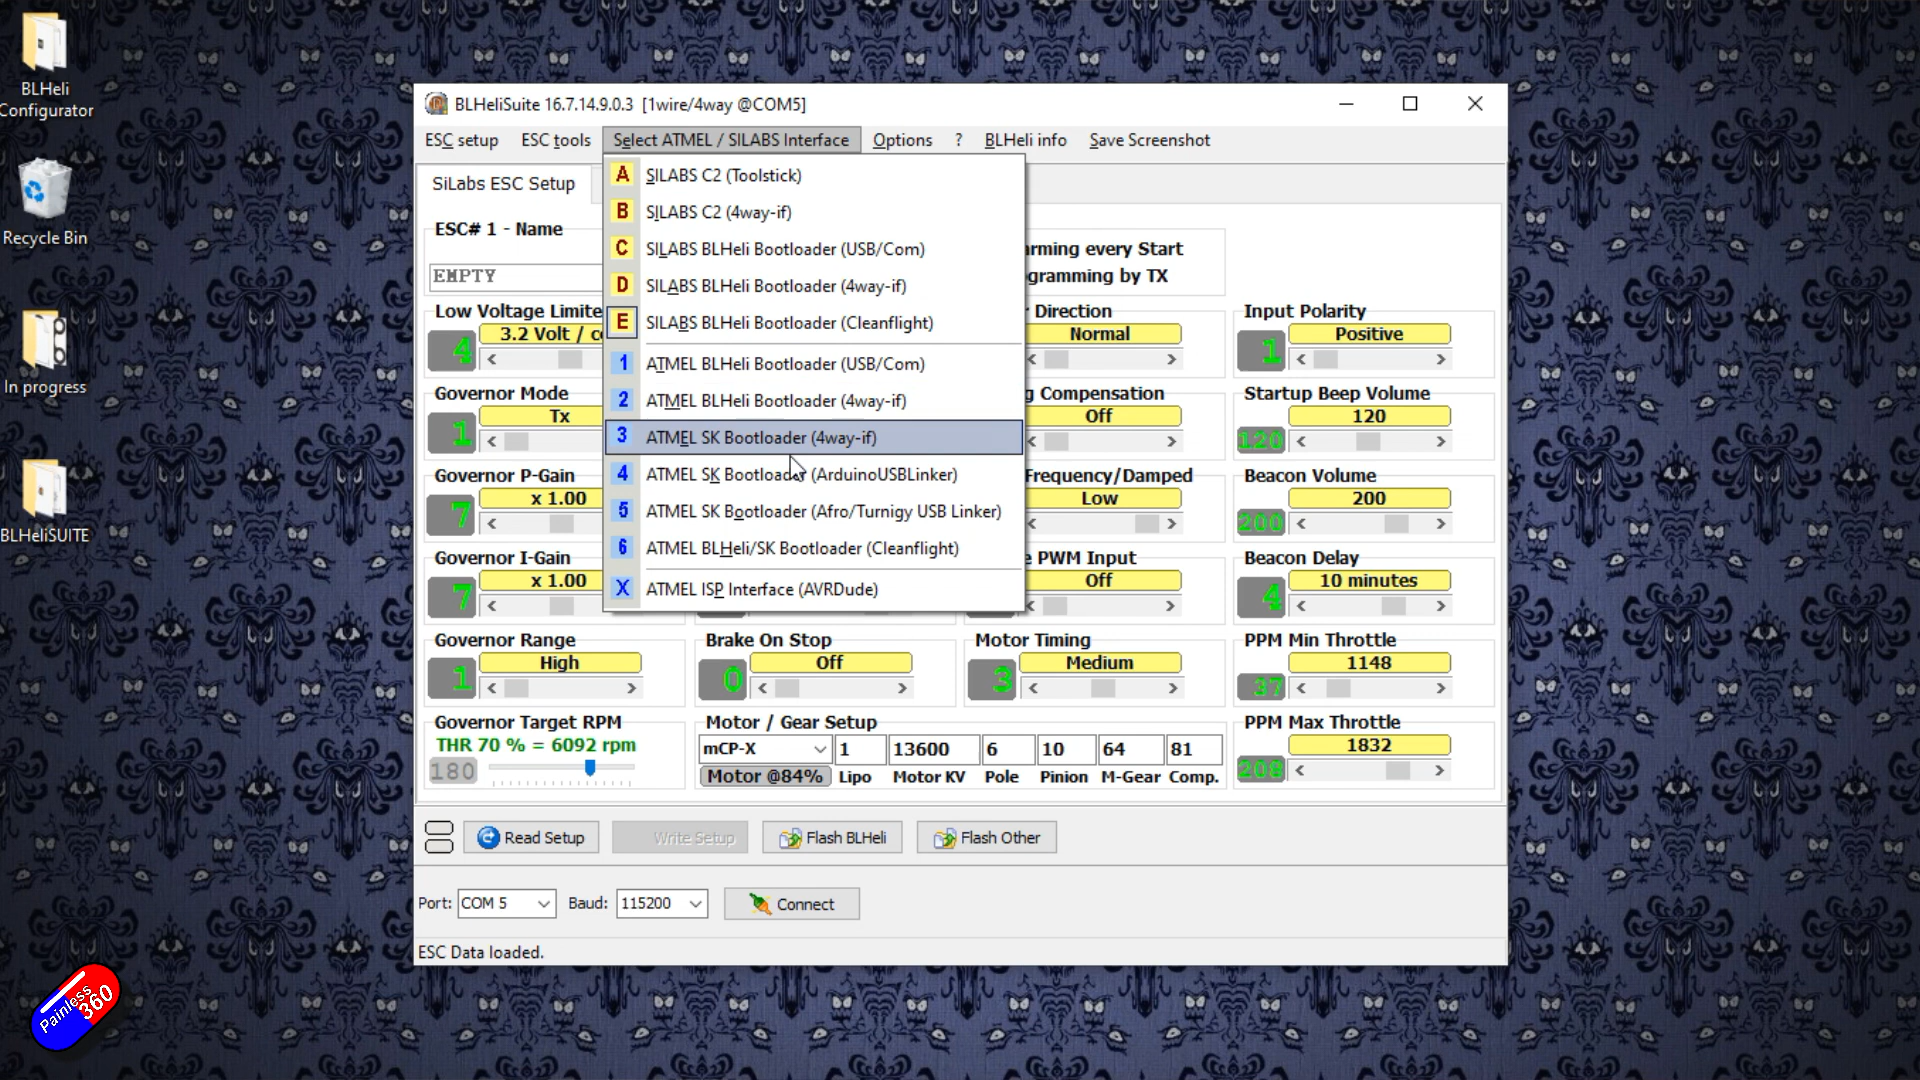 BLHeli
Configurator
Recycle Bin
In progress
BLHeliSUITE
BLHeliSuite 16.7.14.9.0.3 [1wire/4way @COM5]
ESC setup ESC tools Select ATMEL / SILABS Interface Options ? BLHeli info Save Screenshot
SiLabs ESC Setup
A SILABS C2 (Toolstick)
B SILABS C2 (4way-if)
C SILABS BLHeli Bootloader (USB/Com)
D SILABS BLHeli Bootloader (4way-if)
E SILABS BLHeli Bootloader (Cleanflight)
1 ATMEL BLHeli Bootloader (USB/Com)
2 ATMEL BLHeli Bootloader (4way-if)
3 ATMEL SK Bootloader (4way-if)
4 ATMEL SK Bootloader (ArduinoUSBLinker)
5 ATMEL SK Bootloader (Afro/Turnigy USB Linker)
6 ATMEL BLHeli/SK Bootloader (Cleanflight)
X ATMEL ISP Interface (AVRDude)
ESC# 1 - Name
EMPTY
rming every Start
gramming by TX
Low Voltage Limite
4 3.2 Volt / c
Direction
Normal
Input Polarity
1 Positive
Governor Mode
1 Tx
g Compensation
Off
Startup Beep Volume
120 120
Governor P-Gain
7 x 1.00
Frequency/Damped
Low
Beacon Volume
200 200
Governor I-Gain
7 x 1.00
PWM Input
Off
Beacon Delay
4 10 minutes
Governor Range
1 High
Brake On Stop
0 Off
Motor Timing
3 Medium
PPM Min Throttle
37 1148
Governor Target RPM
THR 70 % = 6092 rpm
180
Motor / Gear Setup
mCP-X 1 13600 6 10 64 81
Motor @84% Lipo Motor KV Pole Pinion M-Gear Comp.
PPM Max Throttle
208 1832
Read Setup Write Setup Flash BLHeli Flash Other
Port: COM 5 Baud: 115200 Connect
ESC Data loaded.
Painless
360